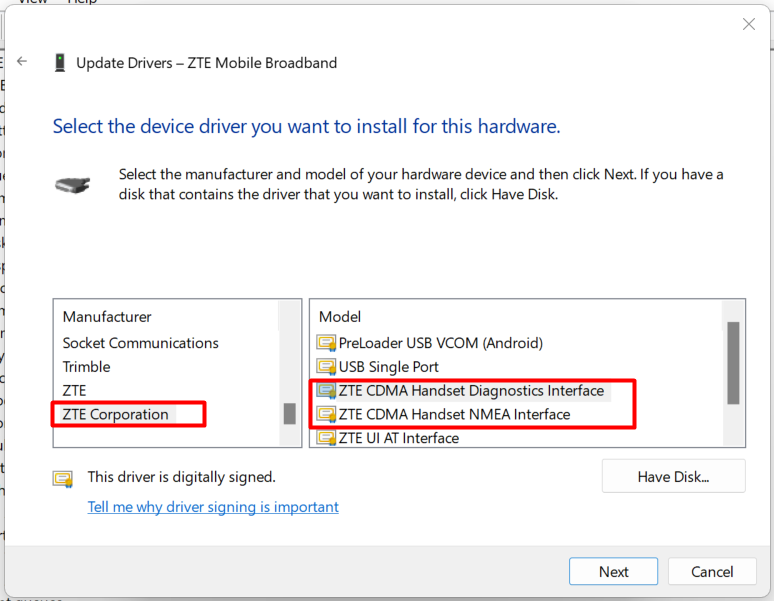 View Help
Update Drivers – ZTE Mobile Broadband
Select the device driver you want to install for this hardware.
Select the manufacturer and model of your hardware device and then click Next. If you have a
disk that contains the driver that you want to install, click Have Disk.
Manufacturer
Socket Communications
Trimble
ZTE
ZTE Corporation
Model
PreLoader USB VCOM (Android)
USB Single Port
ZTE CDMA Handset Diagnostics Interface
ZTE CDMA Handset NMEA Interface
ZTE UI AT Interface
This driver is digitally signed.
Have Disk...
Tell me why driver signing is important
Next
Cancel